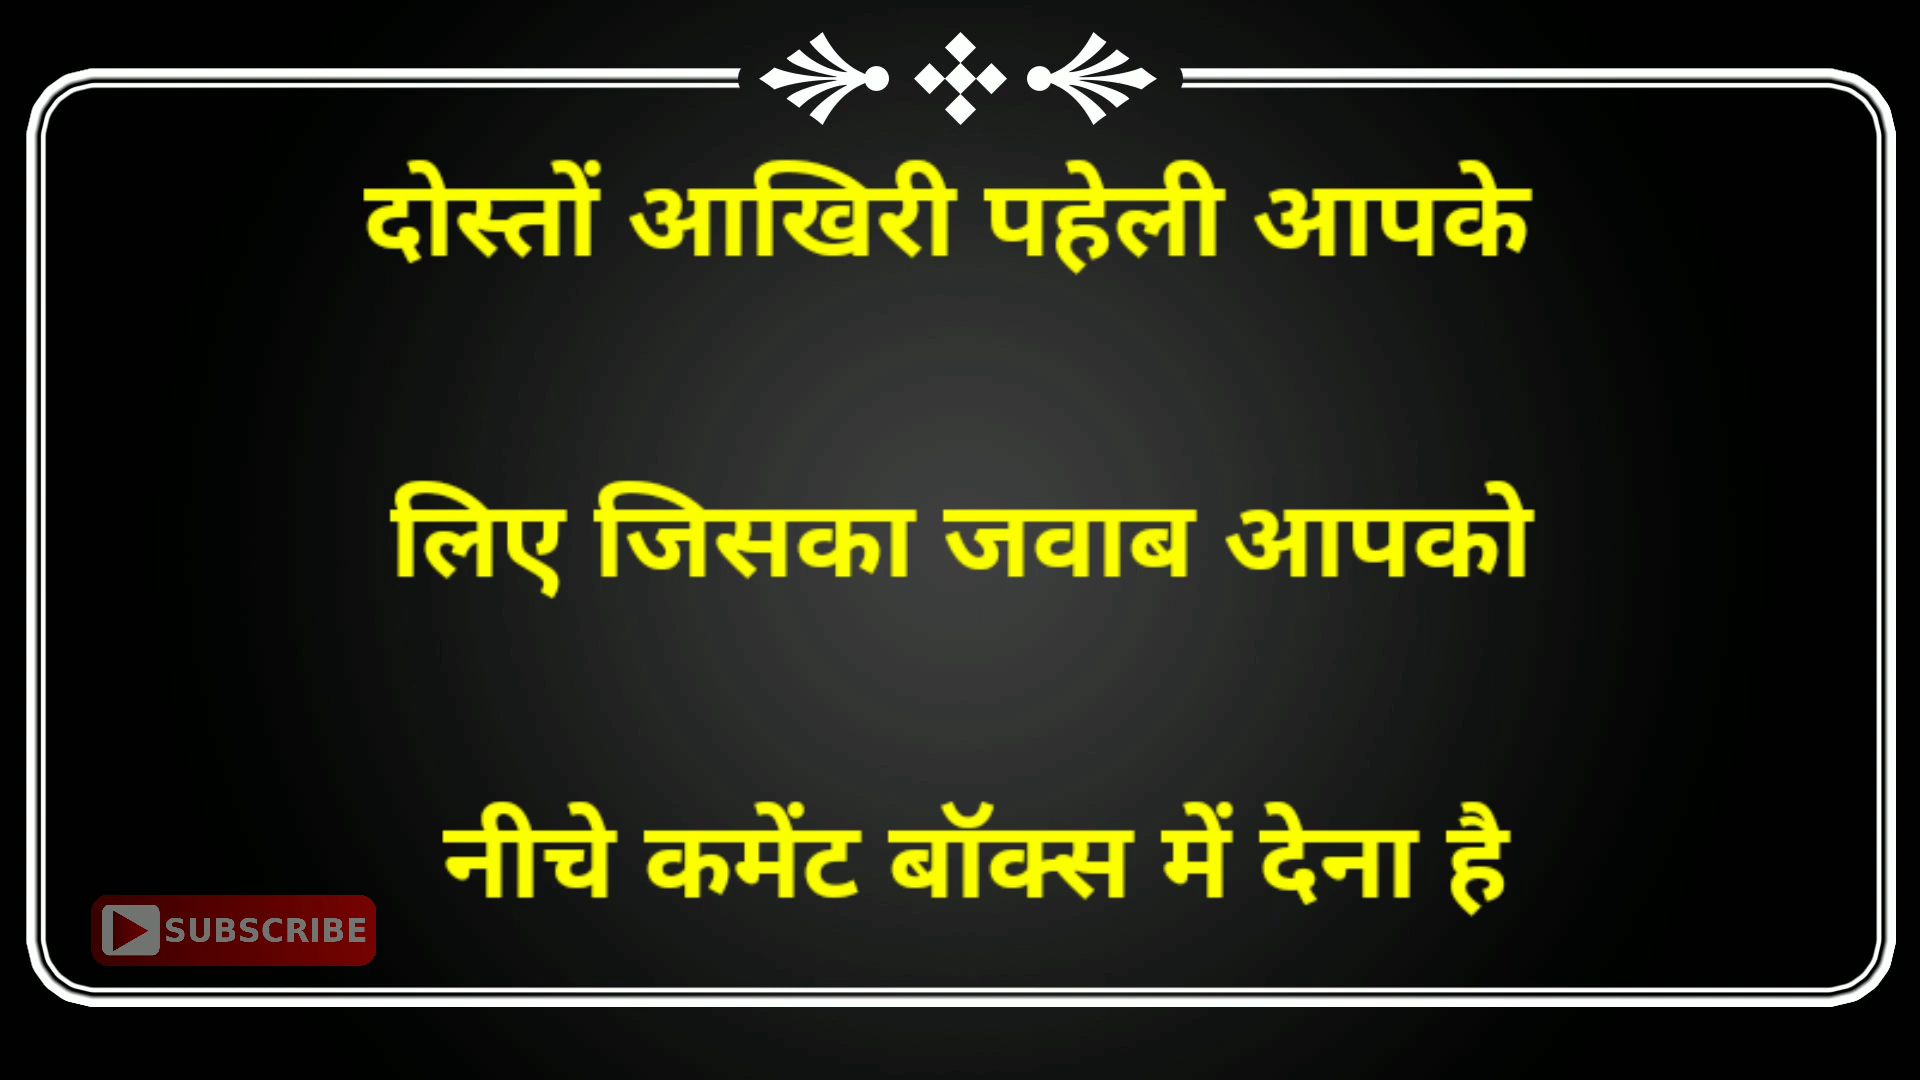 दोस्तों आखिरी पहेली आपके
लिए जिसका जवाब आपको
नीचे कमेंट बॉक्स में देना है
SUBSCRIBE